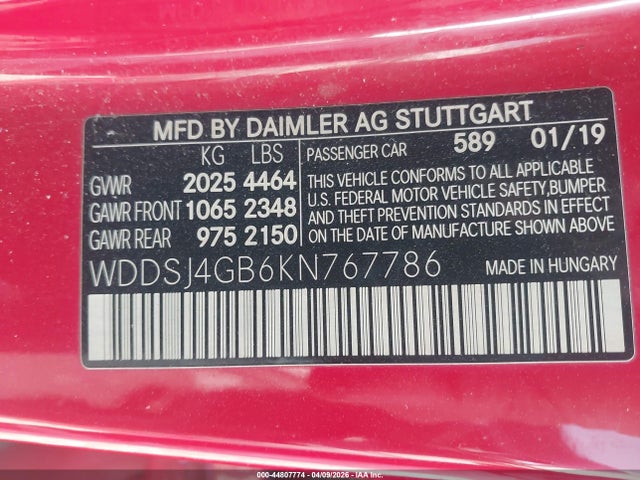 MFD BY DAIMLER AG STUTTGART
KG LBS
GVWR 2025 4464
GAWR FRONT 1065 2348
GAWR REAR 975 2150
PASSENGER CAR 589 01/19
THIS VEHICLE CONFORMS TO ALL APPLICABLE
U.S. FEDERAL MOTOR VEHICLE SAFETY,BUMPER
AND THEFT PREVENTION STANDARDS IN EFFECT
ON THE DATE OF MANUFACTURE SHOWN ABOVE.
WDDSJ4GB6KN767786 MADE IN HUNGARY
00-44807774 - 04/09/2026 - IAA, Inc.